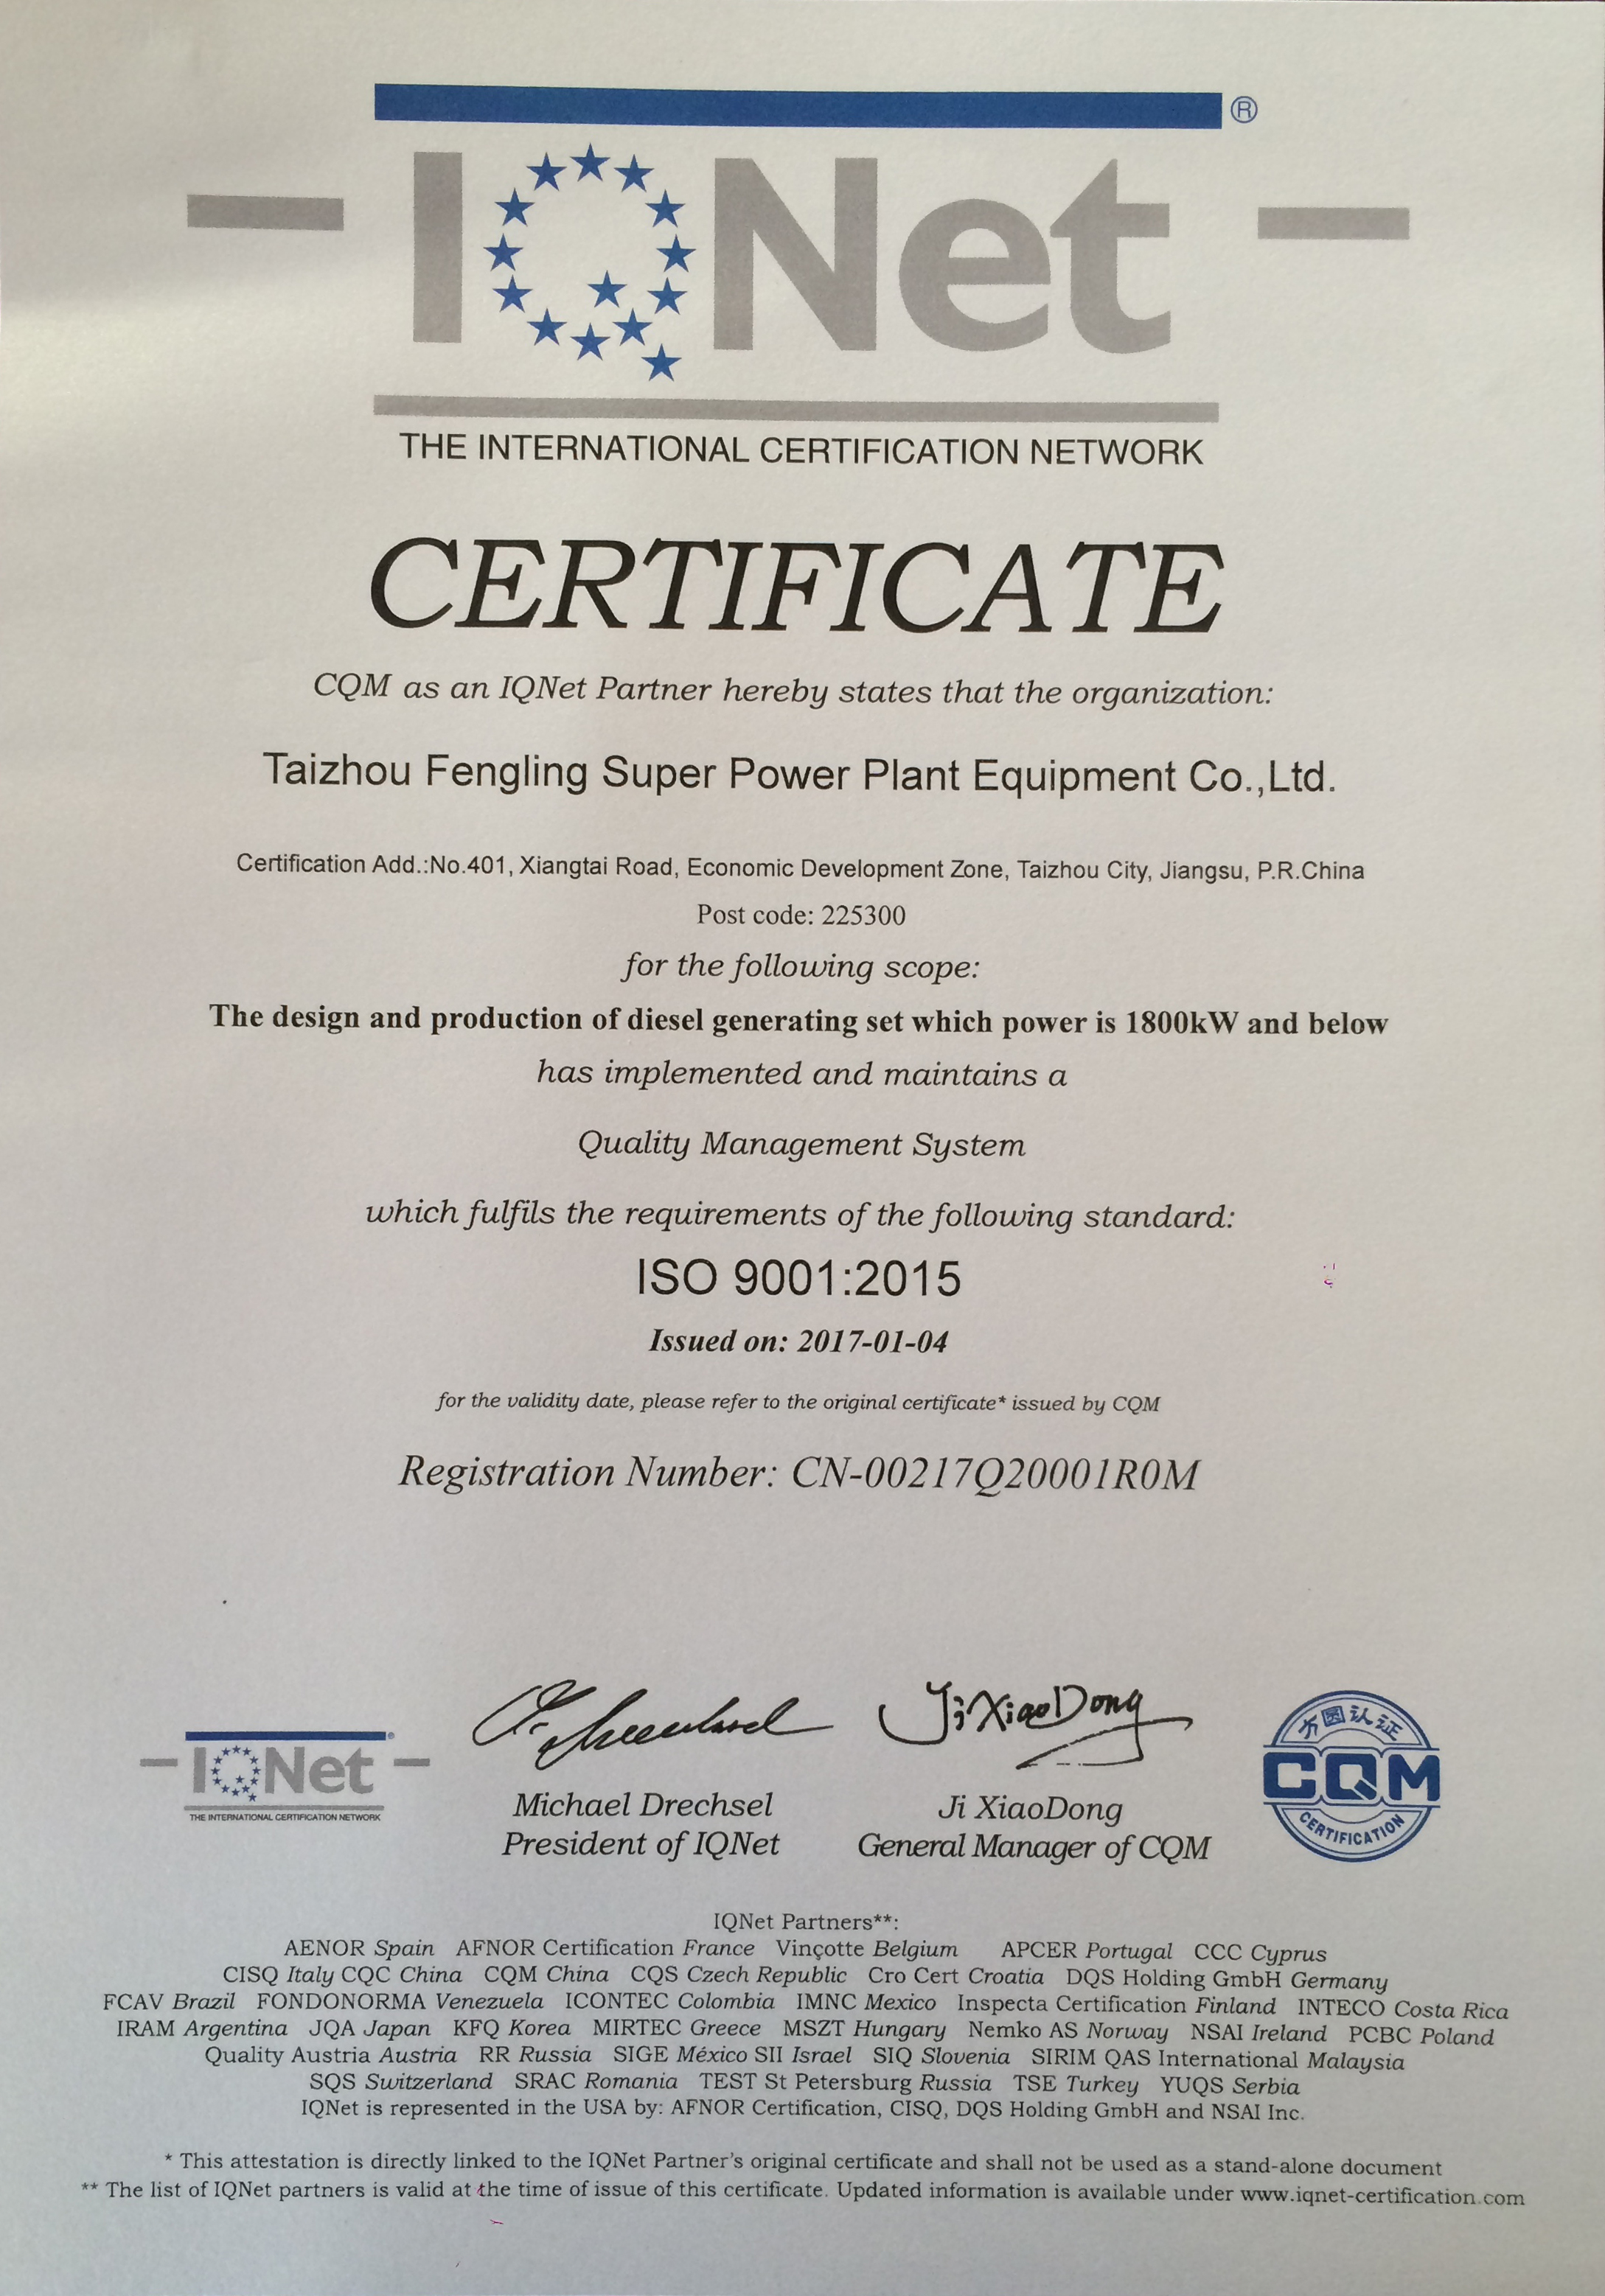 IQNet ®
THE INTERNATIONAL CERTIFICATION NETWORK
CERTIFICATE
CQM as an IQNet Partner hereby states that the organization:
Taizhou Fengling Super Power Plant Equipment Co.,Ltd.
Certification Add.:No.401, Xiangtai Road, Economic Development Zone, Taizhou City, Jiangsu, P.R.China
Post code: 225300
for the following scope:
The design and production of diesel generating set which power is 1800kW and below
has implemented and maintains a
Quality Management System
which fulfils the requirements of the following standard:
ISO 9001:2015
Issued on: 2017-01-04
for the validity date, please refer to the original certificate* issued by CQM
Registration Number: CN-00217Q20001R0M
IQNet ®
THE INTERNATIONAL CERTIFICATION NETWORK
Michael Drechsel
President of IQNet
Ji XiaoDong
Ji XiaoDong
General Manager of CQM
方圆认证
CQM
CERTIFICATION
IQNet Partners**:
AENOR Spain AFNOR Certification France Vinçotte Belgium APCER Portugal CCC Cyprus
CISQ Italy CQC China CQM China CQS Czech Republic Cro Cert Croatia DQS Holding GmbH Germany
FCAV Brazil FONDONORMA Venezuela ICONTEC Colombia IMNC Mexico Inspecta Certification Finland INTECO Costa Rica
IRAM Argentina JQA Japan KFQ Korea MIRTEC Greece MSZT Hungary Nemko AS Norway NSAI Ireland PCBC Poland
Quality Austria Austria RR Russia SIGE México SII Israel SIQ Slovenia SIRIM QAS International Malaysia
SQS Switzerland SRAC Romania TEST St Petersburg Russia TSE Turkey YUQS Serbia
IQNet is represented in the USA by: AFNOR Certification, CISQ, DQS Holding GmbH and NSAI Inc.
* This attestation is directly linked to the IQNet Partner's original certificate and shall not be used as a stand-alone document
** The list of IQNet partners is valid at the time of issue of this certificate. Updated information is available under www.iqnet-certification.com